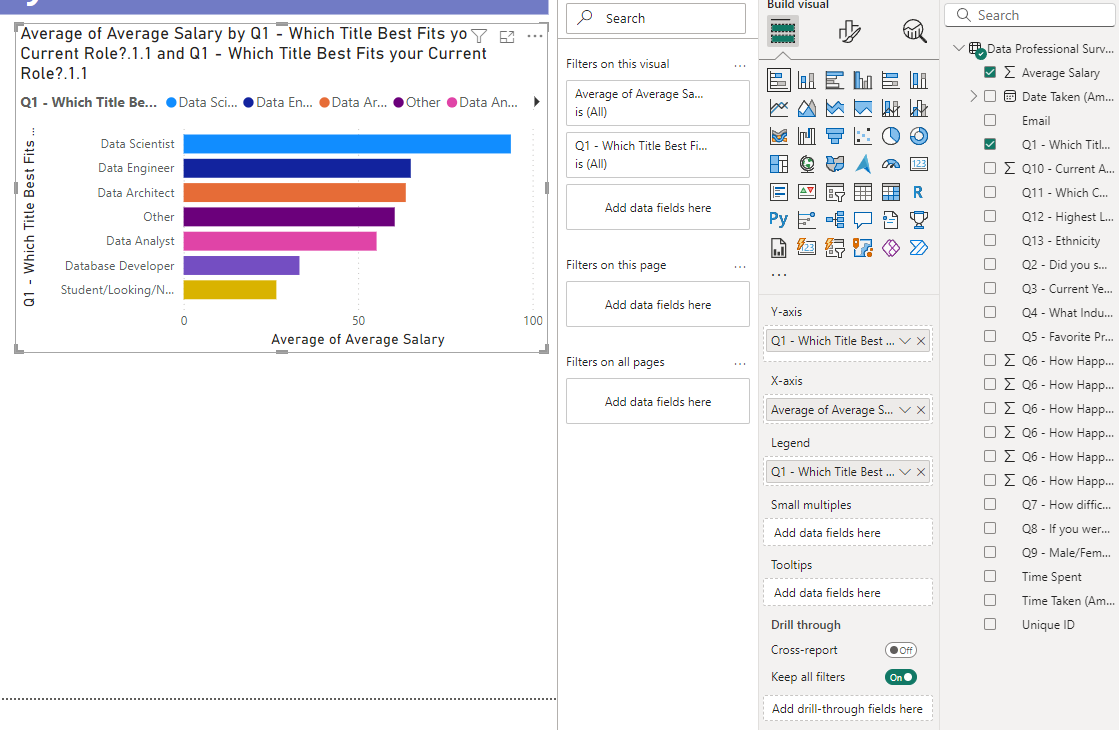 Average of Average Salary by Q1 - Which Title Best Fits yo
Current Role?.1.1 and Q1 - Which Title Best Fits your Current
Role?.1.1
Q1 - Which Title Be... Data Sci... Data En... Data Ar... Other Data An...
Q1 - Which Title Best Fits ...
Data Scientist
Data Engineer
Data Architect
Other
Data Analyst
Database Developer
Student/Looking/N...
0 50 100
Average of Average Salary
Search
Filters on this visual ...
Average of Average Sa...
is (All)
Q1 - Which Title Best Fi...
is (All)
Add data fields here
Filters on this page ...
Add data fields here
Filters on all pages ...
Add data fields here
Build visual
123
R
Py
123
...
Y-axis
Q1 - Which Title Best ...
X-axis
Average of Average S...
Legend
Q1 - Which Title Best ...
Small multiples
Add data fields here
Tooltips
Add data fields here
Drill through
Cross-report Off
Keep all filters On
Add drill-through fields here
Search
Data Professional Surv...
Σ Average Salary
Date Taken (Am...
Email
Q1 - Which Titl...
Σ Q10 - Current A...
Q11 - Which C...
Q12 - Highest L...
Q13 - Ethnicity
Q2 - Did you s...
Q3 - Current Ye...
Q4 - What Indu...
Q5 - Favorite Pr...
Σ Q6 - How Happ...
Σ Q6 - How Happ...
Σ Q6 - How Happ...
Σ Q6 - How Happ...
Σ Q6 - How Happ...
Σ Q6 - How Happ...
Q7 - How diffic...
Q8 - If you wer...
Q9 - Male/Fem...
Time Spent
Time Taken (Am...
Unique ID